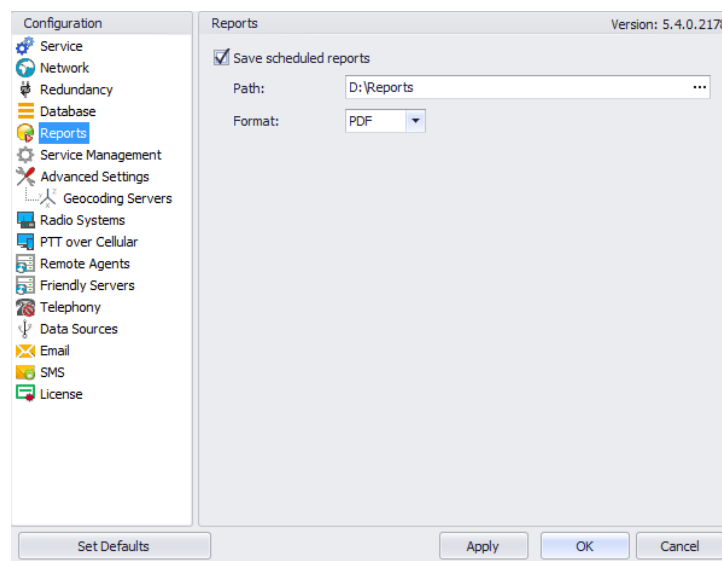 Configuration
Service
Network
Redundancy
Database
Reports
Service Management
Advanced Settings
Geocoding Servers
Radio Systems
PTT over Cellular
Remote Agents
Friendly Servers
Telephony
Data Sources
Email
SMS
License
Reports Version: 5.4.0.2178
Save scheduled reports
Path: D:\Reports ...
Format: PDF
Set Defaults Apply OK Cancel